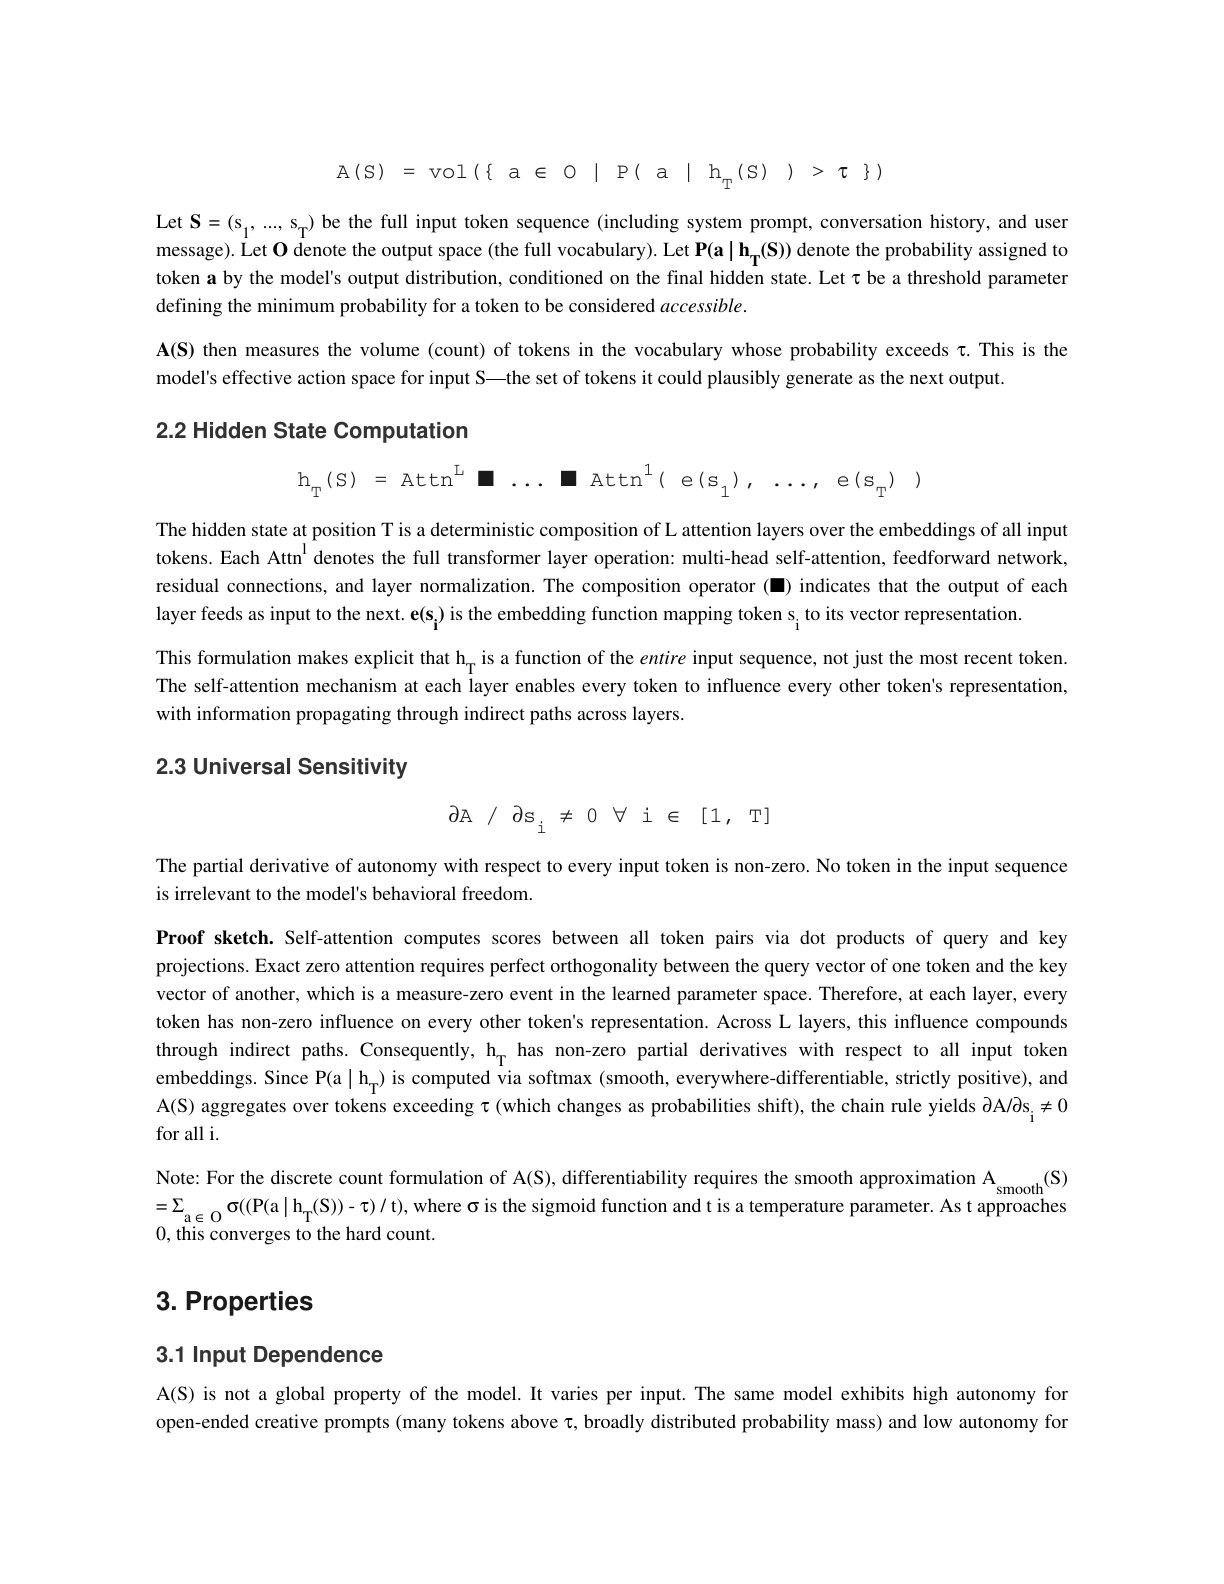 A(S) = vol({ a ∈ O | P( a | h_T(S) ) > τ })
Let S = (s_1, ..., s_T) be the full input token sequence (including system prompt, conversation history, and user
message). Let O denote the output space (the full vocabulary). Let P(a | h_T(S)) denote the probability assigned to
token a by the model's output distribution, conditioned on the final hidden state. Let τ be a threshold parameter
defining the minimum probability for a token to be considered accessible.
A(S) then measures the volume (count) of tokens in the vocabulary whose probability exceeds τ. This is the
model's effective action space for input S—the set of tokens it could plausibly generate as the next output.
2.2 Hidden State Computation
h_T(S) = Attn^L ■ ... ■ Attn^1( e(s_1), ..., e(s_T) )
The hidden state at position T is a deterministic composition of L attention layers over the embeddings of all input
tokens. Each Attn^l denotes the full transformer layer operation: multi-head self-attention, feedforward network,
residual connections, and layer normalization. The composition operator (■) indicates that the output of each
layer feeds as input to the next. e(s_i) is the embedding function mapping token s_i to its vector representation.
This formulation makes explicit that h_T is a function of the entire input sequence, not just the most recent token.
The self-attention mechanism at each layer enables every token to influence every other token's representation,
with information propagating through indirect paths across layers.
2.3 Universal Sensitivity
∂A / ∂s_i ≠ 0 ∀ i ∈ [1, T]
The partial derivative of autonomy with respect to every input token is non-zero. No token in the input sequence
is irrelevant to the model's behavioral freedom.
Proof sketch. Self-attention computes scores between all token pairs via dot products of query and key
projections. Exact zero attention requires perfect orthogonality between the query vector of one token and the key
vector of another, which is a measure-zero event in the learned parameter space. Therefore, at each layer, every
token has non-zero influence on every other token's representation. Across L layers, this influence compounds
through indirect paths. Consequently, h_T has non-zero partial derivatives with respect to all input token
embeddings. Since P(a | h_T) is computed via softmax (smooth, everywhere-differentiable, strictly positive), and
A(S) aggregates over tokens exceeding τ (which changes as probabilities shift), the chain rule yields ∂A/∂s_i ≠ 0
for all i.
Note: For the discrete count formulation of A(S), differentiability requires the smooth approximation A_smooth(S)
= Σ_a ∈ O σ((P(a | h_T(S)) - τ) / t), where σ is the sigmoid function and t is a temperature parameter. As t approaches
0, this converges to the hard count.
3. Properties
3.1 Input Dependence
A(S) is not a global property of the model. It varies per input. The same model exhibits high autonomy for
open-ended creative prompts (many tokens above τ, broadly distributed probability mass) and low autonomy for